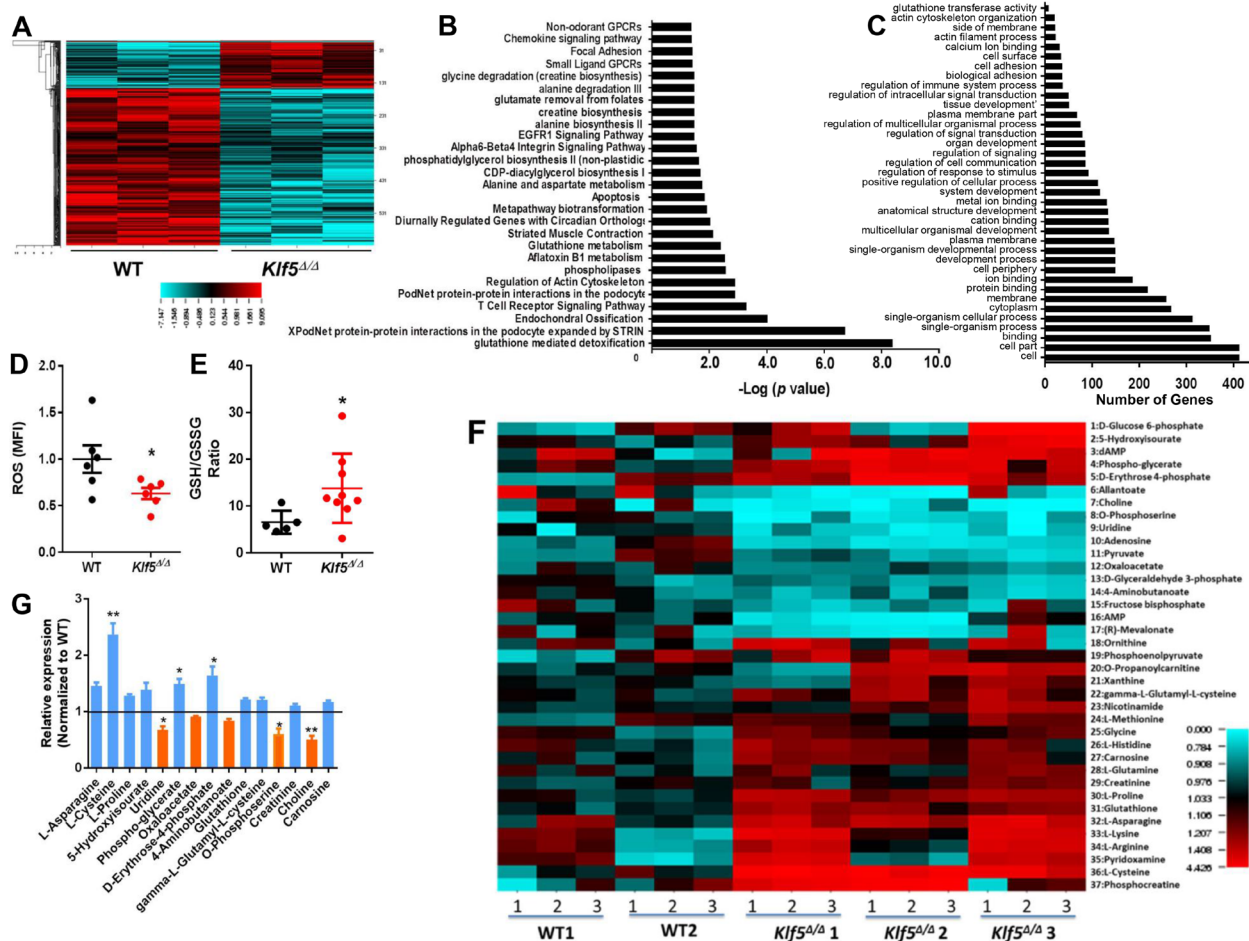 A
WT
Klf5Δ/Δ
-7.147
-1.546
-0.894
-0.486
0.123
0.544
0.981
1.661
9.095
B
Non-odorant GPCRs
Chemokine signaling pathway
Focal Adhesion
Small Ligand GPCRs
glycine degradation (creatine biosynthesis)
alanine degradation III
glutamate removal from folates
creatine biosynthesis
alanine biosynthesis II
EGFR1 Signaling Pathway
Alpha6-Beta4 Integrin Signaling Pathway
phosphatidylglycerol biosynthesis II (non-plastidic
CDP-diacylglycerol biosynthesis I
Alanine and aspartate metabolism
Apoptosis
Metapathway biotransformation
Diurnally Regulated Genes with Circadian Orthologu
Striated Muscle Contraction
Glutathione metabolism
Aflatoxin B1 metabolism
phospholipases
Regulation of Actin Cytoskeleton
PodNet protein-protein interactions in the podocyte
T Cell Receptor Signaling Pathway
Endochondral Ossification
XPodNet protein-protein interactions in the podocyte expanded by STRIN
glutathione mediated detoxification
0 2.0 4.0 6.0 8.0 10.0
-Log (p value)
C
glutathione transferase activity
actin cytoskeleton organization
side of membrane
actin filament process
calcium Ion binding
cell surface
cell adhesion
biological adhesion
regulation of immune system process
regulation of intracellular signal transduction
tissue development'
plasma membrane part
regulation of multicellular organismal process
regulation of signal transduction
organ development
regulation of signaling
regulation of cell communication
regulation of response to stimulus
positive regulation of cellular process
system development
metal ion binding
anatomical structure development
cation binding
multicellular organismal development
plasma membrane
single-organism developmental process
development process
cell periphery
ion binding
protein binding
membrane
cytoplasm
single-organism cellular process
single-organism process
binding
cell part
cell
0 100 200 300 400
Number of Genes
D
ROS (MFI)
2.0
1.5
1.0
0.5
0.0
*
WT
Klf5Δ/Δ
E
GSH/GSSG
Ratio
40
30
20
10
0
*
WT
Klf5Δ/Δ
F
1:D-Glucose 6-phosphate
2:5-Hydroxyisourate
3:dAMP
4:Phospho-glycerate
5:D-Erythrose 4-phosphate
6:Allantoate
7:Choline
8:O-Phosphoserine
9:Uridine
10:Adenosine
11:Pyruvate
12:Oxaloacetate
13:D-Glyceraldehyde 3-phosphate
14:4-Aminobutanoate
15:Fructose bisphosphate
16:AMP
17:(R)-Mevalonate
18:Ornithine
19:Phosphoenolpyruvate
20:O-Propanoylcarnitine
21:Xanthine
22:gamma-L-Glutamyl-L-cysteine
23:Nicotinamide
24:L-Methionine
25:Glycine
26:L-Histidine
27:Carnosine
28:L-Glutamine
29:Creatinine
30:L-Proline
31:Glutathione
32:L-Asparagine
33:L-Lysine
34:L-Arginine
35:Pyridoxamine
36:L-Cysteine
37:Phosphocreatine
0.000
0.784
0.908
0.976
1.033
1.106
1.207
1.408
4.426
1 2 3 1 2 3 1 2 3 1 2 3 1 2 3
WT1 WT2 Klf5Δ/Δ 1 Klf5Δ/Δ 2 Klf5Δ/Δ 3
G
Relative expression
(Normalized to WT)
3
2
1
0
** * * * * **
L-Asparagine
L-Cysteine
L-Proline
5-Hydroxyisourate
Uridine
Phospho-glycerate
Oxaloacetate
D-Erythrose-4-phosphate
4-Aminobutanoate
Glutathione
gamma-L-Glutamyl-L-cysteine
O-Phosphoserine
Creatinine
Choline
Carnosine